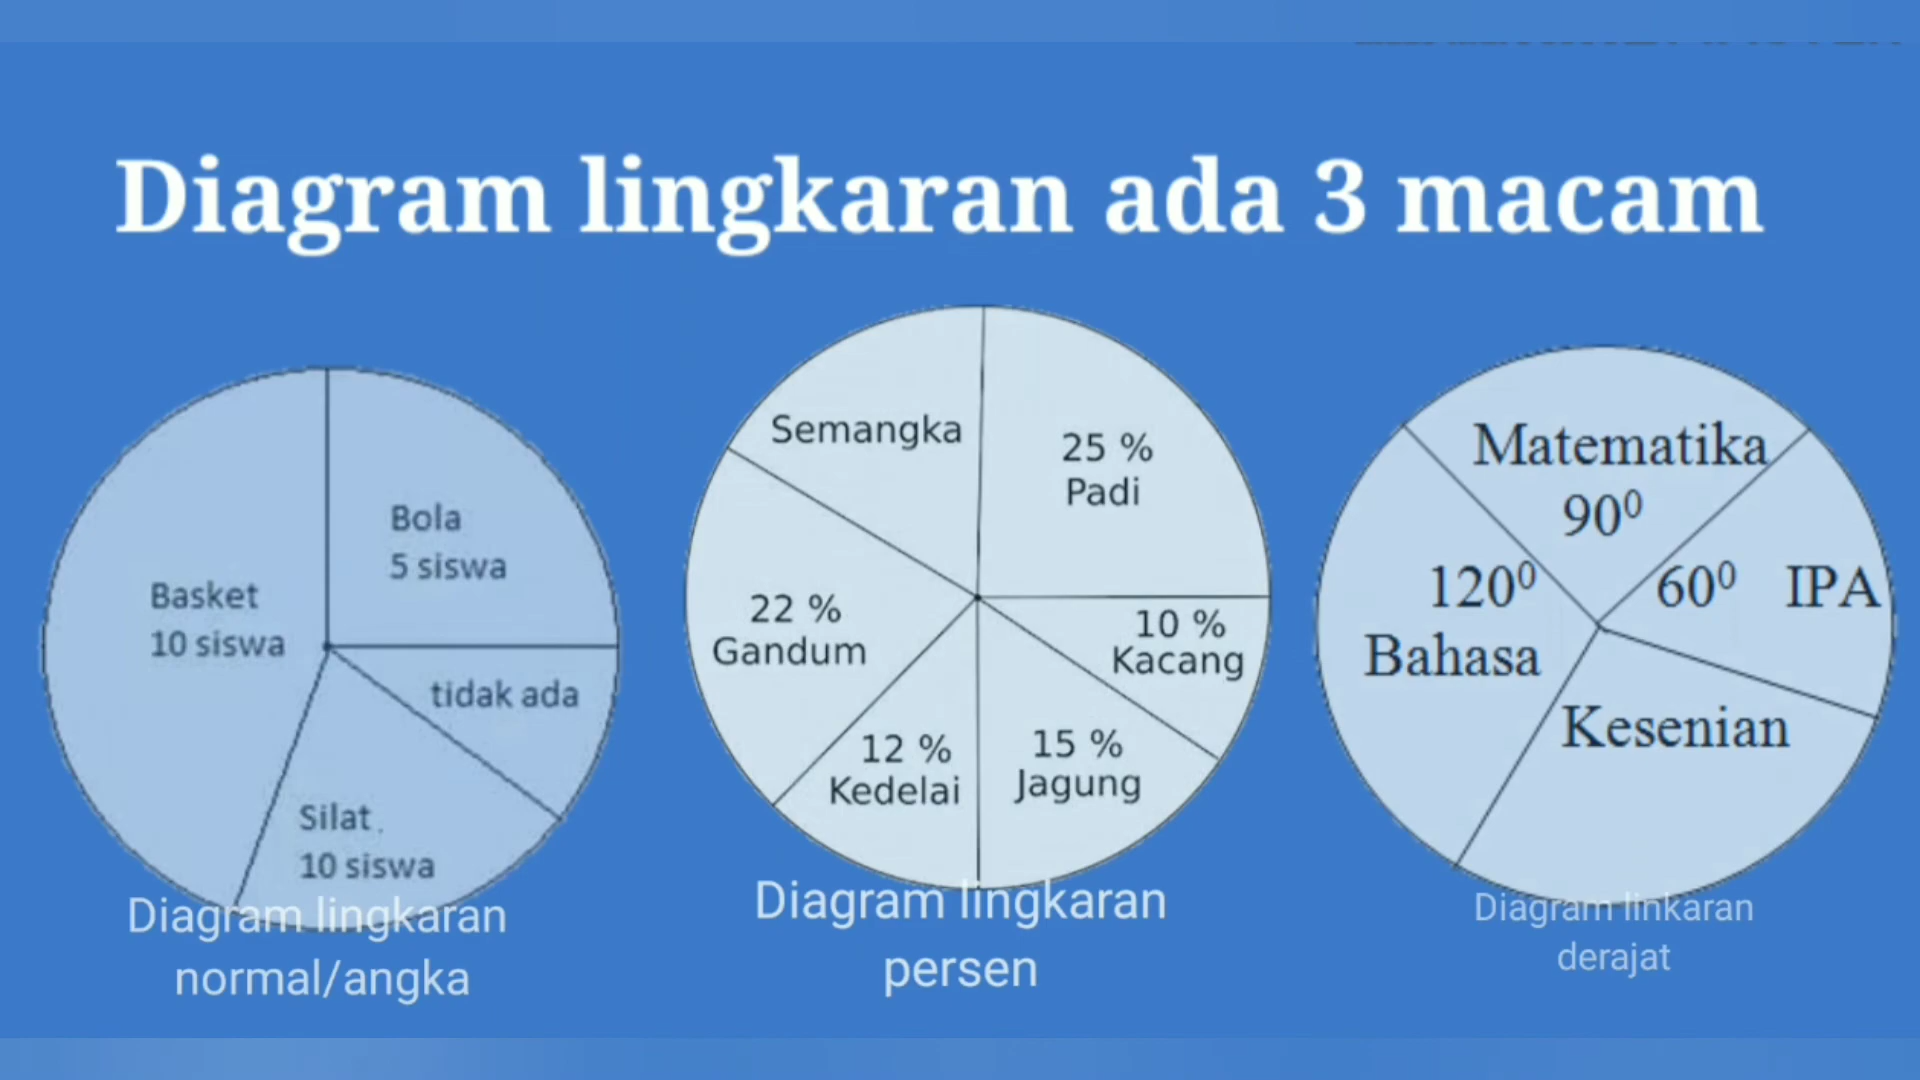 Diagram lingkaran ada 3 macam
Basket
10 siswa
Bola
5 siswa
tidak ada
Silat
10 siswa
Diagram lingkaran
normal/angka
Semangka
25 %
Padi
22 %
Gandum
10 %
Kacang
12 %
Kedelai
15 %
Jagung
Diagram lingkaran
persen
Matematika
90⁰
120⁰
Bahasa
60⁰ IPA
Kesenian
Diagram linkaran
derajat